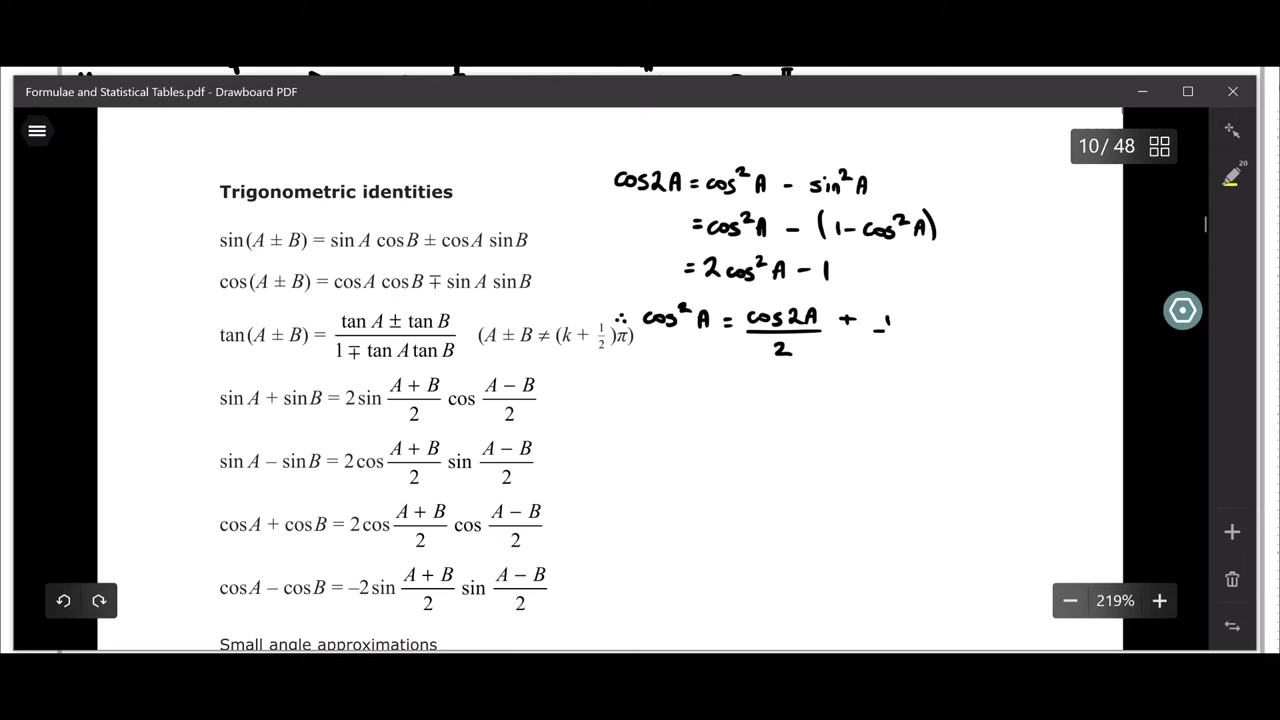 Formulae and Statistical Tables.pdf - Drawboard PDF
10/ 48
20
Trigonometric identities
sin(A ± B) = sin A cos B ± cos A sin B
cos(A ± B) = cos A cos B ∓ sin A sin B
tan(A ± B) = (tan A ± tan B)/(1 ∓ tan A tan B) (A ± B ≠ (k + 1/2)π)
sin A + sin B = 2 sin (A + B)/2 cos (A − B)/2
sin A − sin B = 2 cos (A + B)/2 sin (A − B)/2
cos A + cos B = 2 cos (A + B)/2 cos (A − B)/2
cos A − cos B = −2 sin (A + B)/2 sin (A − B)/2
Small angle approximations
cos2A = cos²A − sin²A
= cos²A − (1 − cos²A)
= 2cos²A − 1
∴ cos²A = cos2A/2 + 1
219%